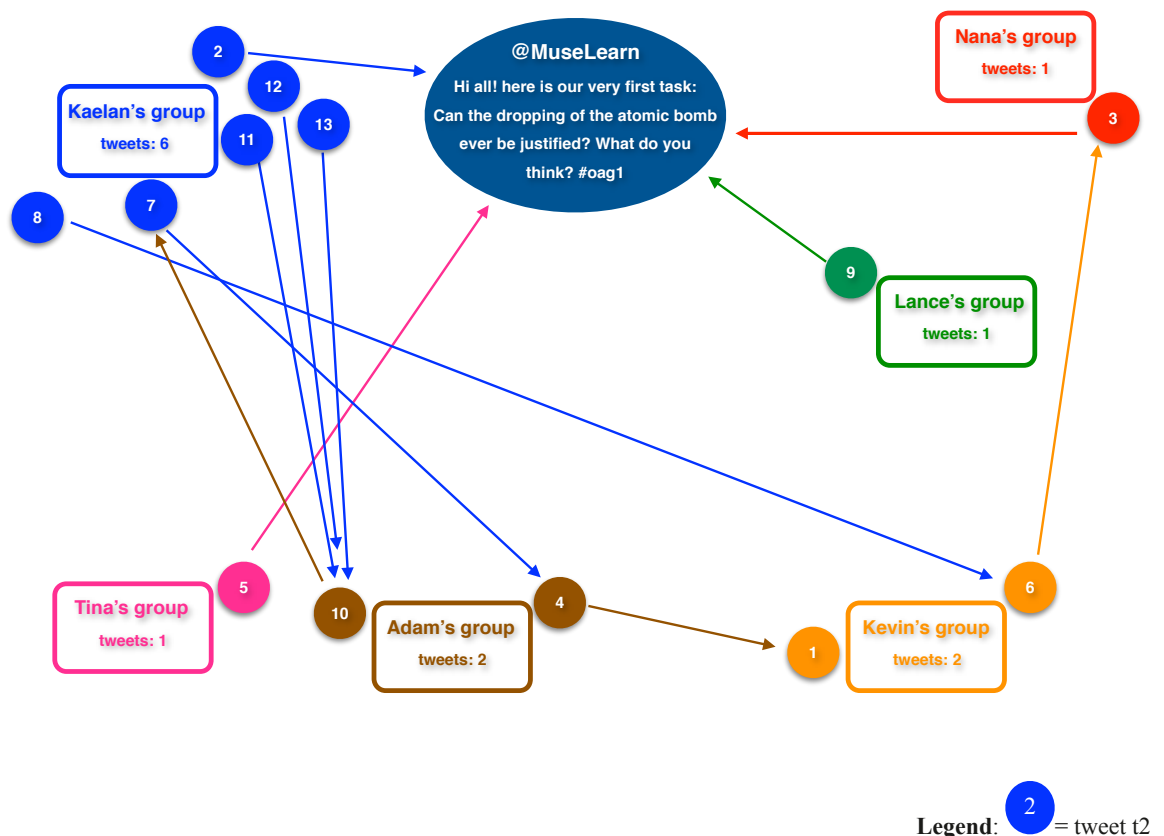 @MuseLearn
Hi all! here is our very first task:
Can the dropping of the atomic bomb
ever be justified? What do you
think? #oag1
Nana's group
tweets: 1
3
2
12
13
11
Kaelan's group
tweets: 6
7
8
9
Lance's group
tweets: 1
5
Tina's group
tweets: 1
10
Adam's group
tweets: 2
4
1
Kevin's group
tweets: 2
6
Legend: 2 = tweet t2